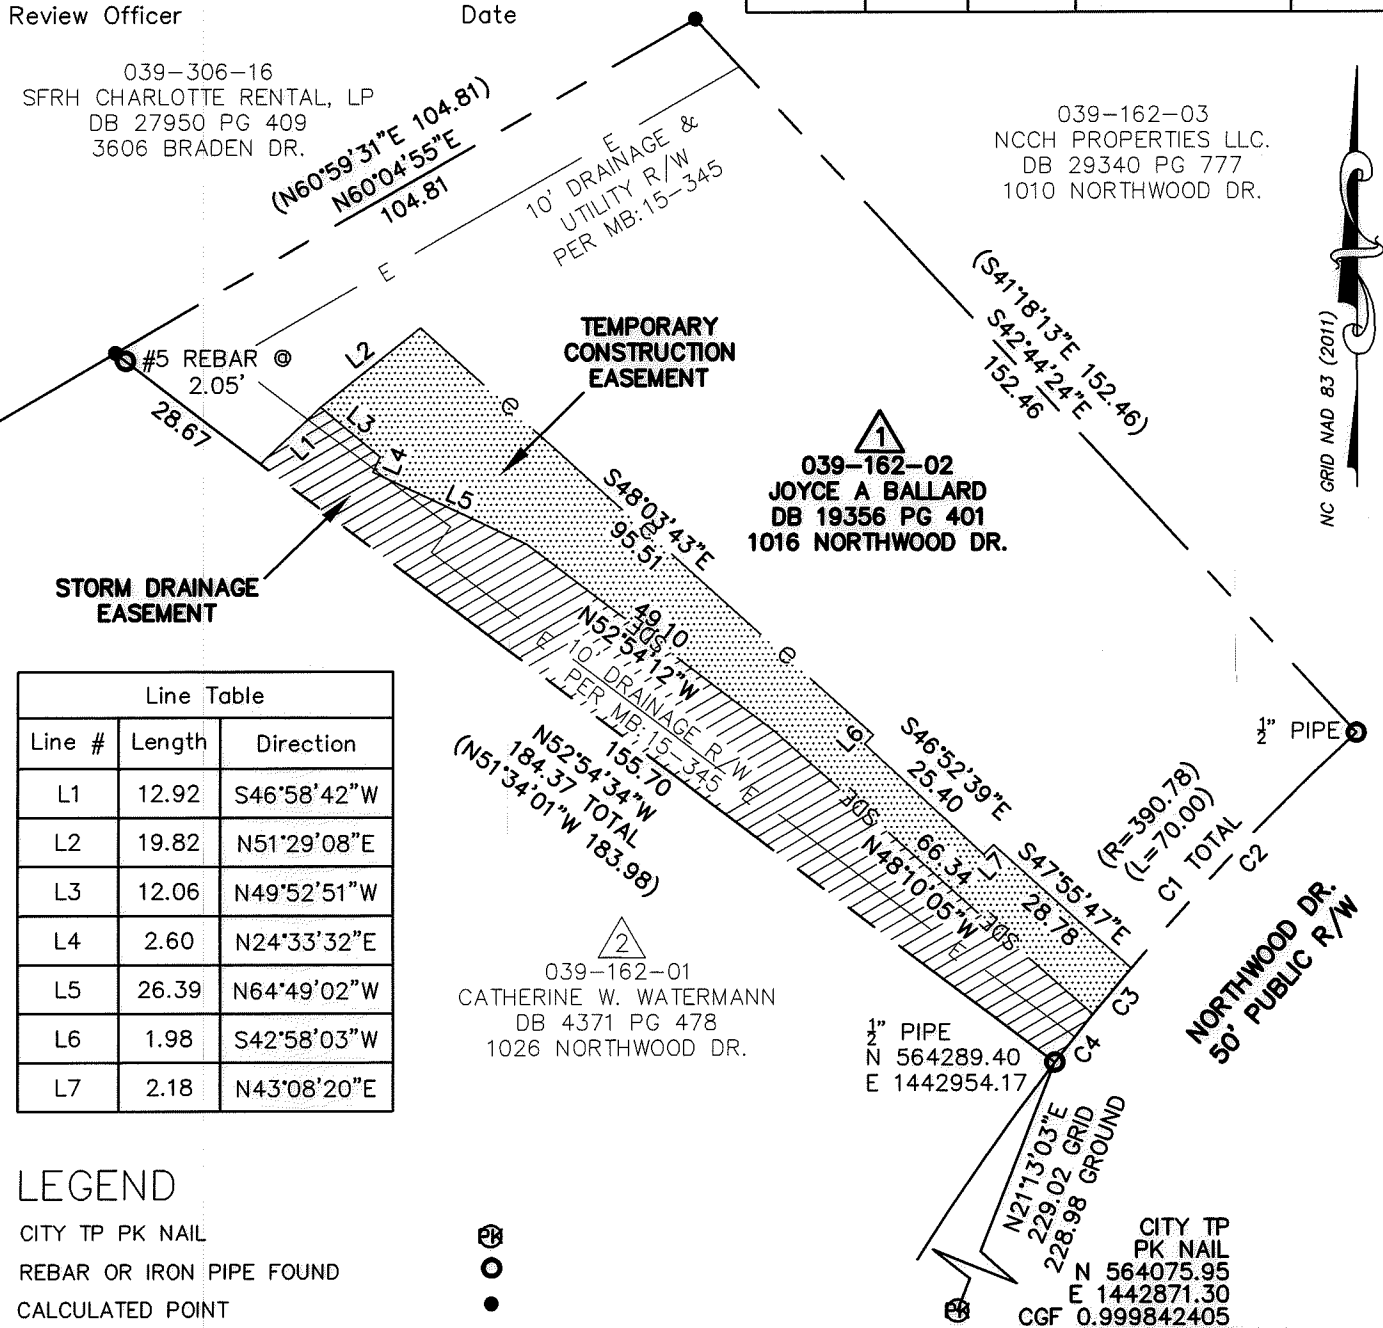 Review Officer
Date
039-306-16
SFRH CHARLOTTE RENTAL, LP
DB 27950 PG 409
3606 BRADEN DR.
(N60°59'31"E 104.81)
N60°04'55"E
104.81
E
E
10' DRAINAGE &
UTILITY R/W
PER MB:15-345
039-162-03
NCCH PROPERTIES LLC.
DB 29340 PG 777
1010 NORTHWOOD DR.
NC GRID NAD 83 (2011)
(S41°18'13"E 152.46)
S42°44'24"E
152.46
#5 REBAR @
2.05'
28.67
L2
L3
L1
L4
L5
TEMPORARY
CONSTRUCTION
EASEMENT
e
S48°03'43"E
e
95.51
1
039-162-02
JOYCE A BALLARD
DB 19356 PG 401
1016 NORTHWOOD DR.
STORM DRAINAGE
EASEMENT
49.10
SDE
N52°54'12"W
e
E
10' DRAINAGE R/W
PER MB:15-345
E
N52°54'34"W
155.70
184.37 TOTAL
(N51°34'01"W 183.98)
L6
S46°52'39"E
25.40
SDE
66.34
N48°10'05"W
L7
S47°55'47"E
28.78
SDE
E
1/2" PIPE
(R=390.78)
(L=70.00)
C1 TOTAL
C2
C3
C4
NORTHWOOD DR.
50' PUBLIC R/W
Line Table
Line # Length Direction
L1 12.92 S46°58'42"W
L2 19.82 N51°29'08"E
L3 12.06 N49°52'51"W
L4 2.60 N24°33'32"E
L5 26.39 N64°49'02"W
L6 1.98 S42°58'03"W
L7 2.18 N43°08'20"E
2
039-162-01
CATHERINE W. WATERMANN
DB 4371 PG 478
1026 NORTHWOOD DR.
1/2" PIPE
N 564289.40
E 1442954.17
N21°13'03"E
229.02 GRID
228.98 GROUND
CITY TP
PK NAIL
N 564075.95
E 1442871.30
CGF 0.999842405
PK
LEGEND
CITY TP PK NAIL PK
REBAR OR IRON PIPE FOUND
CALCULATED POINT